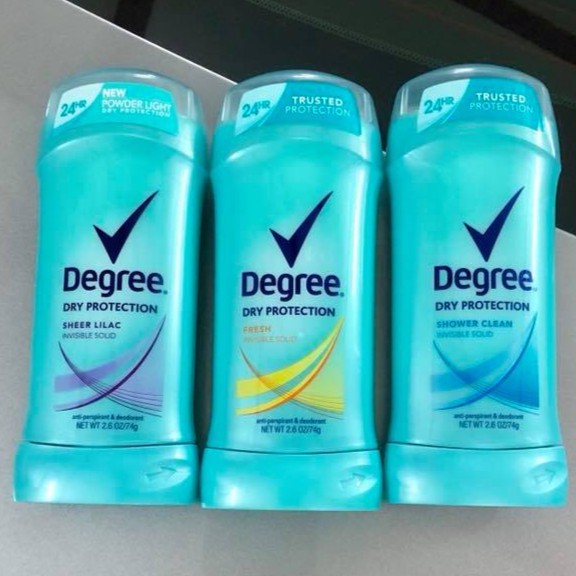 24HR
NEW
POWDER LIGHT
DRY PROTECTION
Degree®
DRY PROTECTION
SHEER LILAC
INVISIBLE SOLID
anti-perspirant & deodorant
NET WT 2.6 OZ/74g
24HR
TRUSTED
PROTECTION
Degree®
DRY PROTECTION
FRESH
INVISIBLE SOLID
anti-perspirant & deodorant
NET WT 2.6 OZ/74g
24HR
TRUSTED
PROTECTION
Degree®
DRY PROTECTION
SHOWER CLEAN
INVISIBLE SOLID
anti-perspirant & deodorant
NET WT 2.6 OZ/74g